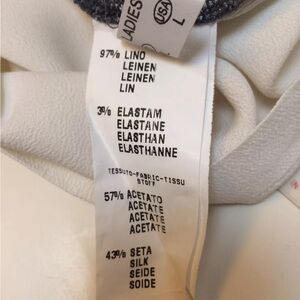 LADIES
USA
L
97% LINO
LEINEN
LEINEN
LIN
3% ELASTAM
ELASTANE
ELASTHAN
ELASTHANNE
TESSUTO-FABRIC-TISSU
STOFF
57% ACETATO
ACETATE
ACETATE
ACETATE
43% SETA
SILK
SEIDE
SOIDE